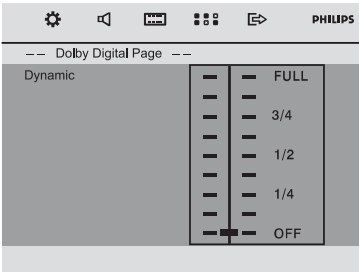 PHILIPS
-- Dolby Digital Page --
Dynamic
FULL
3/4
1/2
1/4
OFF